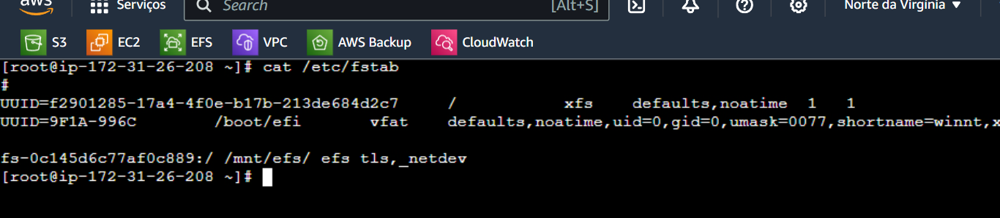 aws Serviços Search [Alt+S] Norte da Virgínia ▼
S3 EC2 EFS VPC AWS Backup CloudWatch
[root@ip-172-31-26-208 ~]# cat /etc/fstab
#
UUID=f2901285-17a4-4f0e-b17b-213de684d2c7 / xfs defaults,noatime 1 1
UUID=9F1A-996C /boot/efi vfat defaults,noatime,uid=0,gid=0,umask=0077,shortname=winnt,x
fs-0c145d6c77af0c889:/ /mnt/efs/ efs tls,_netdev
[root@ip-172-31-26-208 ~]#